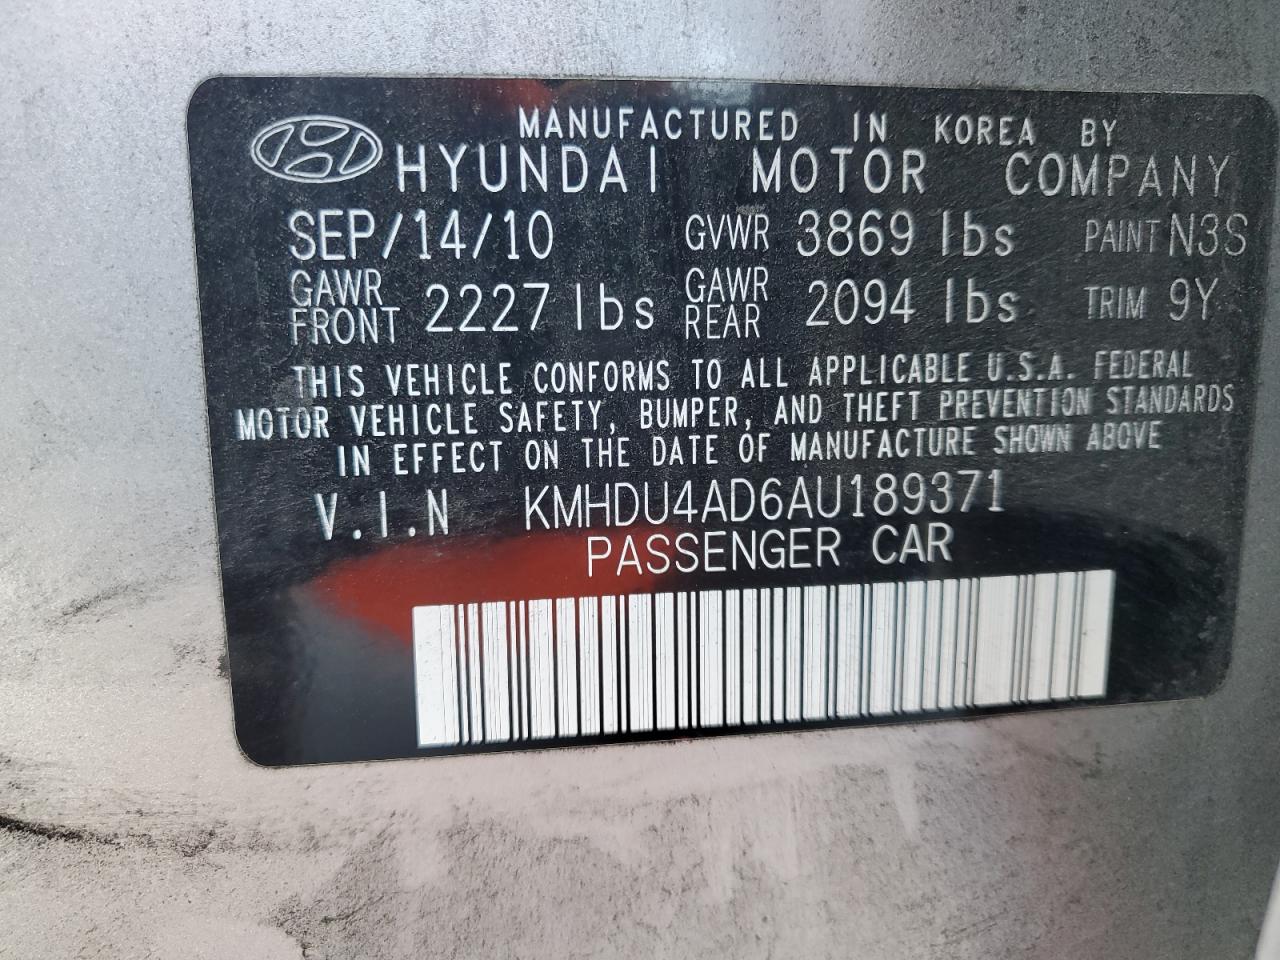 MANUFACTURED IN KOREA BY
HYUNDAI MOTOR COMPANY
SEP/14/10 GVWR 3869 lbs PAINT N3S
GAWR FRONT 2227 lbs GAWR REAR 2094 lbs TRIM 9Y
THIS VEHICLE CONFORMS TO ALL APPLICABLE U.S.A. FEDERAL
MOTOR VEHICLE SAFETY, BUMPER, AND THEFT PREVENTION STANDARDS
IN EFFECT ON THE DATE OF MANUFACTURE SHOWN ABOVE
V.I.N KMHDU4AD6AU189371
PASSENGER CAR